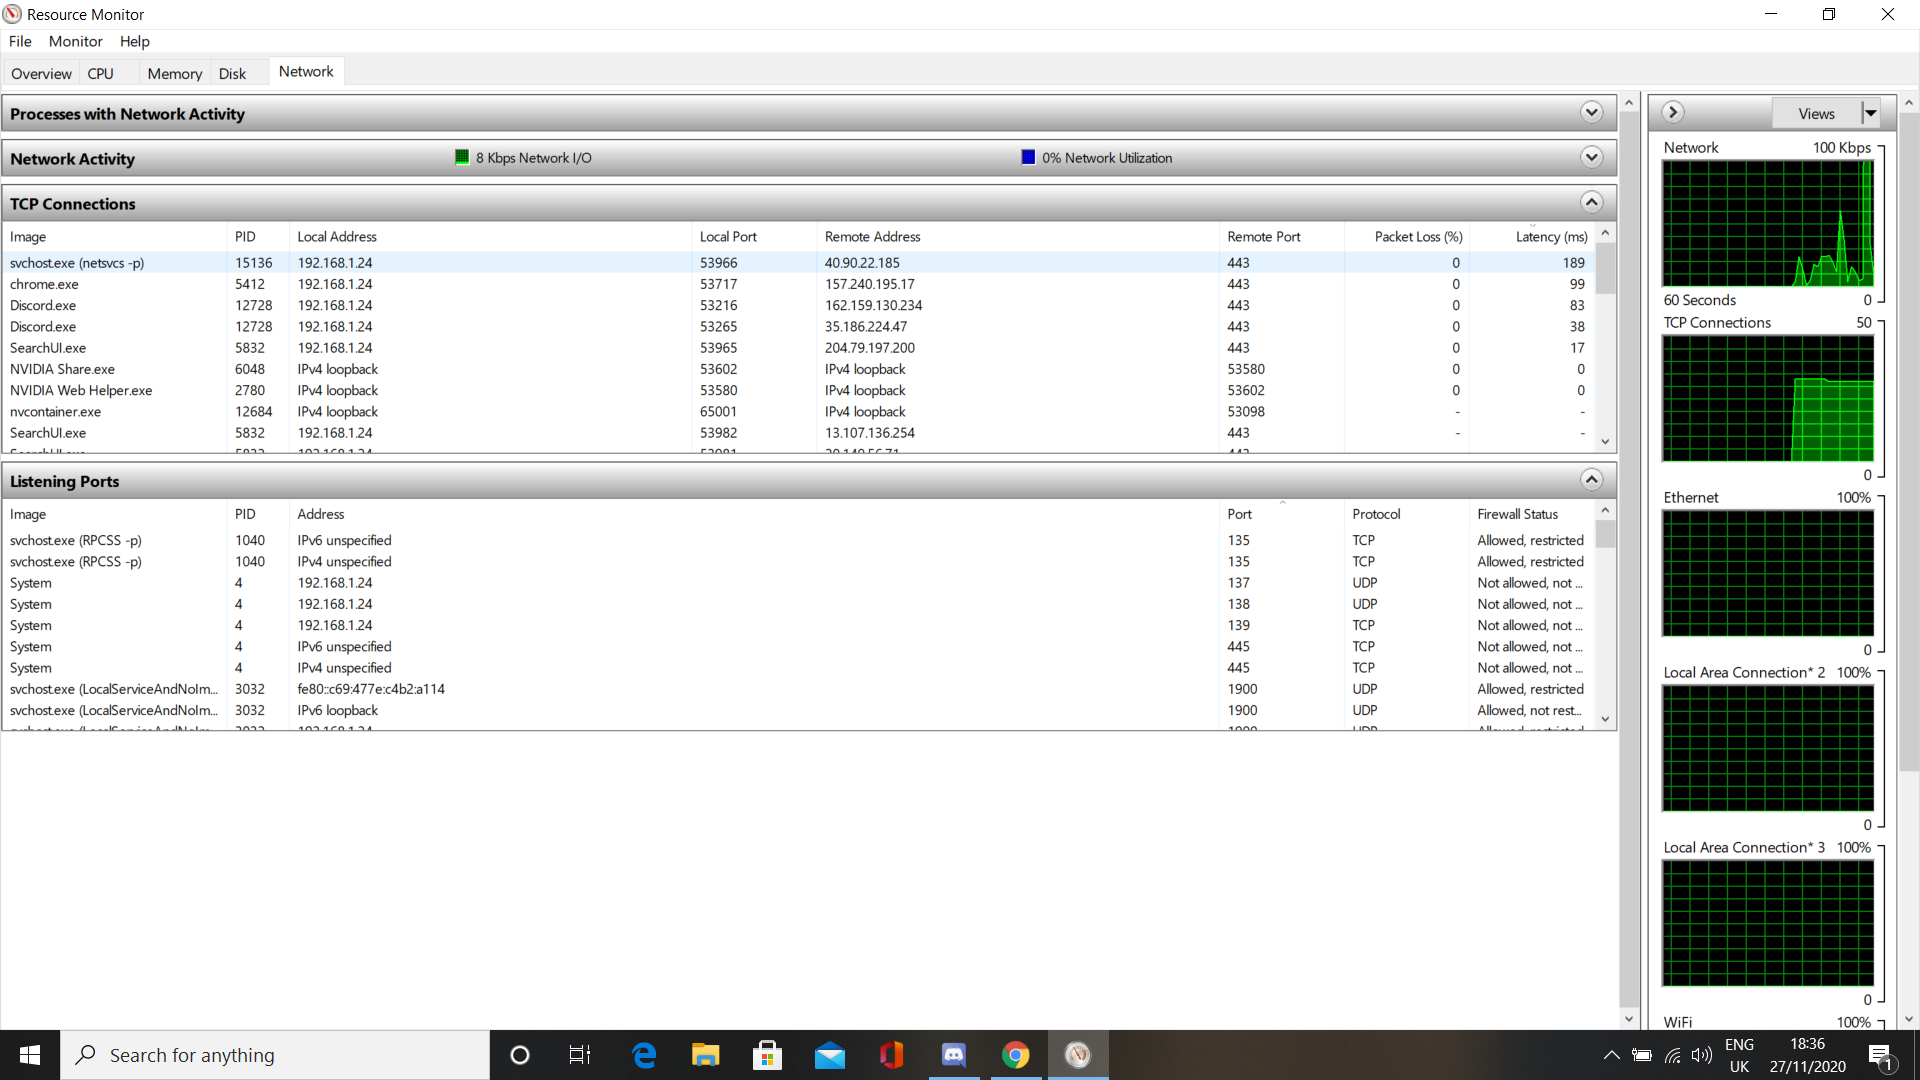 Resource Monitor
File Monitor Help
Overview CPU Memory Disk Network
Processes with Network Activity
Network Activity 8 Kbps Network I/O 0% Network Utilization
TCP Connections
Image PID Local Address Local Port Remote Address Remote Port Packet Loss (%) Latency (ms)
svchost.exe (netsvcs -p) 15136 192.168.1.24 53966 40.90.22.185 443 0 189
chrome.exe 5412 192.168.1.24 53717 157.240.195.17 443 0 99
Discord.exe 12728 192.168.1.24 53216 162.159.130.234 443 0 83
Discord.exe 12728 192.168.1.24 53265 35.186.224.47 443 0 38
SearchUI.exe 5832 192.168.1.24 53965 204.79.197.200 443 0 17
NVIDIA Share.exe 6048 IPv4 loopback 53602 IPv4 loopback 53580 0 0
NVIDIA Web Helper.exe 2780 IPv4 loopback 53580 IPv4 loopback 53602 0 0
nvcontainer.exe 12684 IPv4 loopback 65001 IPv4 loopback 53098 - -
SearchUI.exe 5832 192.168.1.24 53982 13.107.136.254 443 - -
Listening Ports
Image PID Address Port Protocol Firewall Status
svchost.exe (RPCSS -p) 1040 IPv6 unspecified 135 TCP Allowed, restricted
svchost.exe (RPCSS -p) 1040 IPv4 unspecified 135 TCP Allowed, restricted
System 4 192.168.1.24 137 UDP Not allowed, not ...
System 4 192.168.1.24 138 UDP Not allowed, not ...
System 4 192.168.1.24 139 TCP Not allowed, not ...
System 4 IPv6 unspecified 445 TCP Not allowed, not ...
System 4 IPv4 unspecified 445 TCP Not allowed, not ...
svchost.exe (LocalServiceAndNoIm... 3032 fe80::c69:477e:c4b2:a114 1900 UDP Allowed, restricted
svchost.exe (LocalServiceAndNoIm... 3032 IPv6 loopback 1900 UDP Allowed, not rest...
Views
Network 100 Kbps
60 Seconds 0
TCP Connections 50
0
Ethernet 100%
0
Local Area Connection* 2 100%
0
Local Area Connection* 3 100%
0
WiFi 100%
Search for anything
ENG
UK
18:36
27/11/2020
1